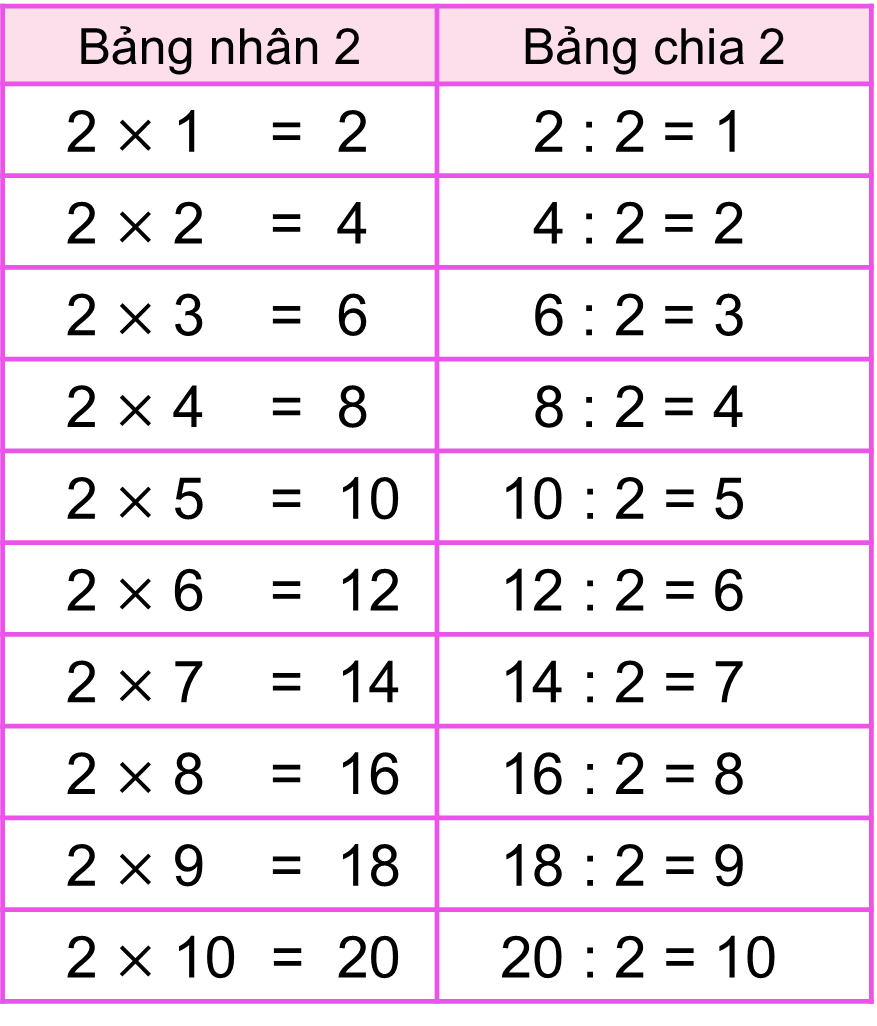 Bảng nhân 2 Bảng chia 2
2 × 1 = 2 2 : 2 = 1
2 × 2 = 4 4 : 2 = 2
2 × 3 = 6 6 : 2 = 3
2 × 4 = 8 8 : 2 = 4
2 × 5 = 10 10 : 2 = 5
2 × 6 = 12 12 : 2 = 6
2 × 7 = 14 14 : 2 = 7
2 × 8 = 16 16 : 2 = 8
2 × 9 = 18 18 : 2 = 9
2 × 10 = 20 20 : 2 = 10